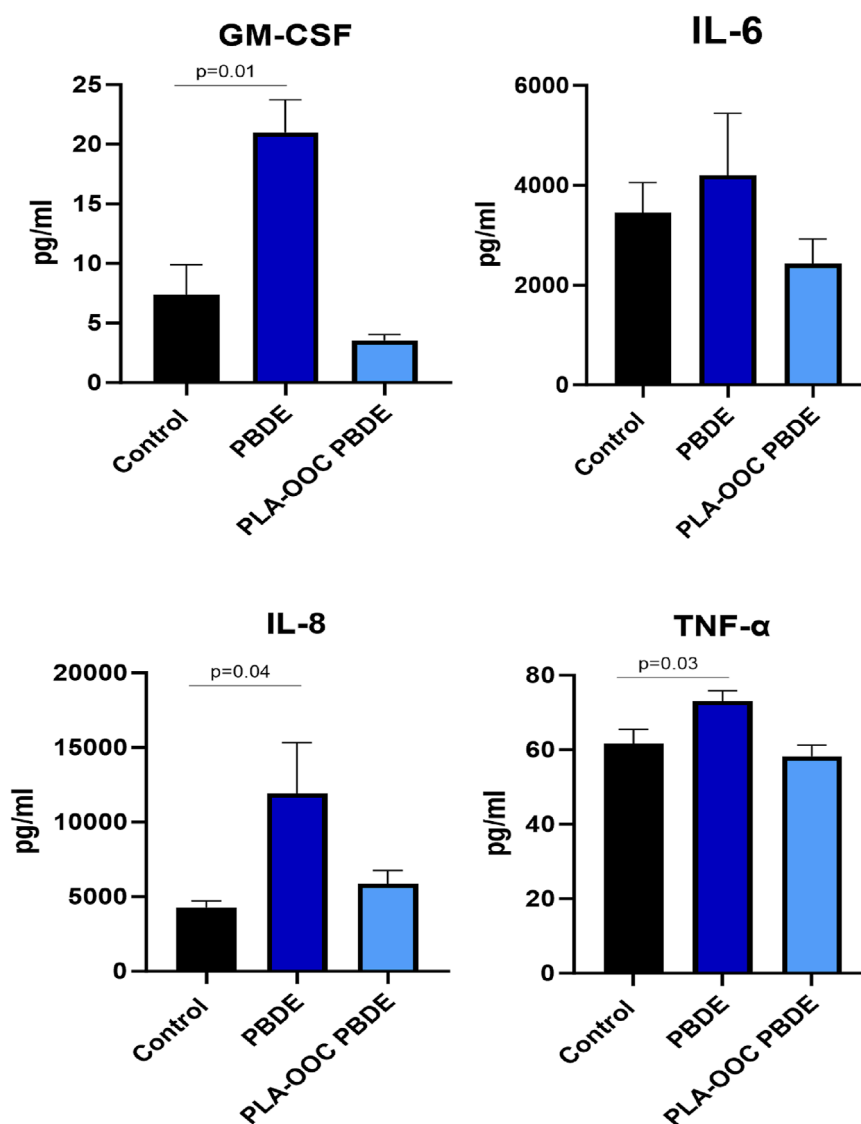 GM-CSF
p=0.01
25
20
15
10
5
0
pg/ml
Control
PBDE
PLA-OOC PBDE
IL-6
6000
4000
2000
0
pg/ml
Control
PBDE
PLA-OOC PBDE
IL-8
p=0.04
20000
15000
10000
5000
0
pg/ml
Control
PBDE
PLA-OOC PBDE
TNF-α
p=0.03
80
60
40
20
0
pg/ml
Control
PBDE
PLA-OOC PBDE